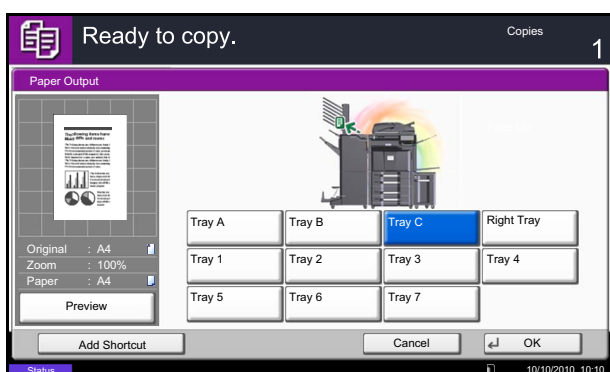 Ready to copy.
Copies
1
Paper Output
Original : A4
Zoom : 100%
Paper : A4
Preview
Tray A
Tray B
Tray C
Right Tray
Tray 1
Tray 2
Tray 3
Tray 4
Tray 5
Tray 6
Tray 7
Add Shortcut
Cancel
OK
Status
10/10/2010 10:10